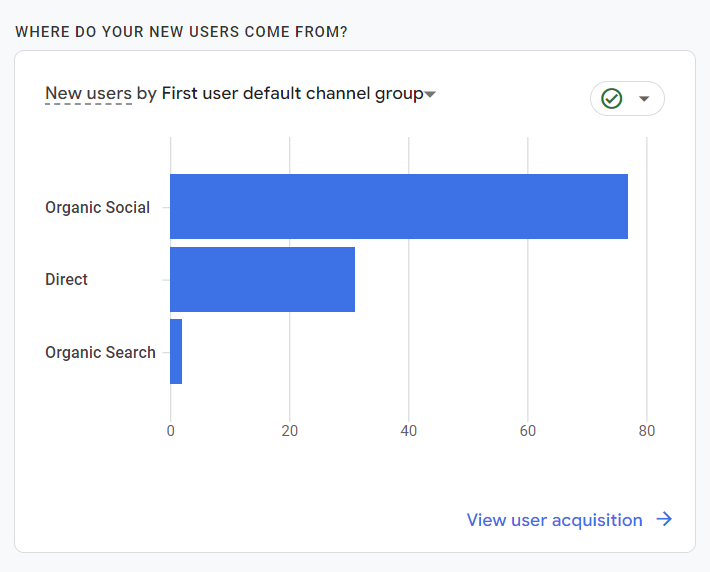 WHERE DO YOUR NEW USERS COME FROM?
New users by First user default channel group
Organic Social
Direct
Organic Search
0 20 40 60 80
View user acquisition